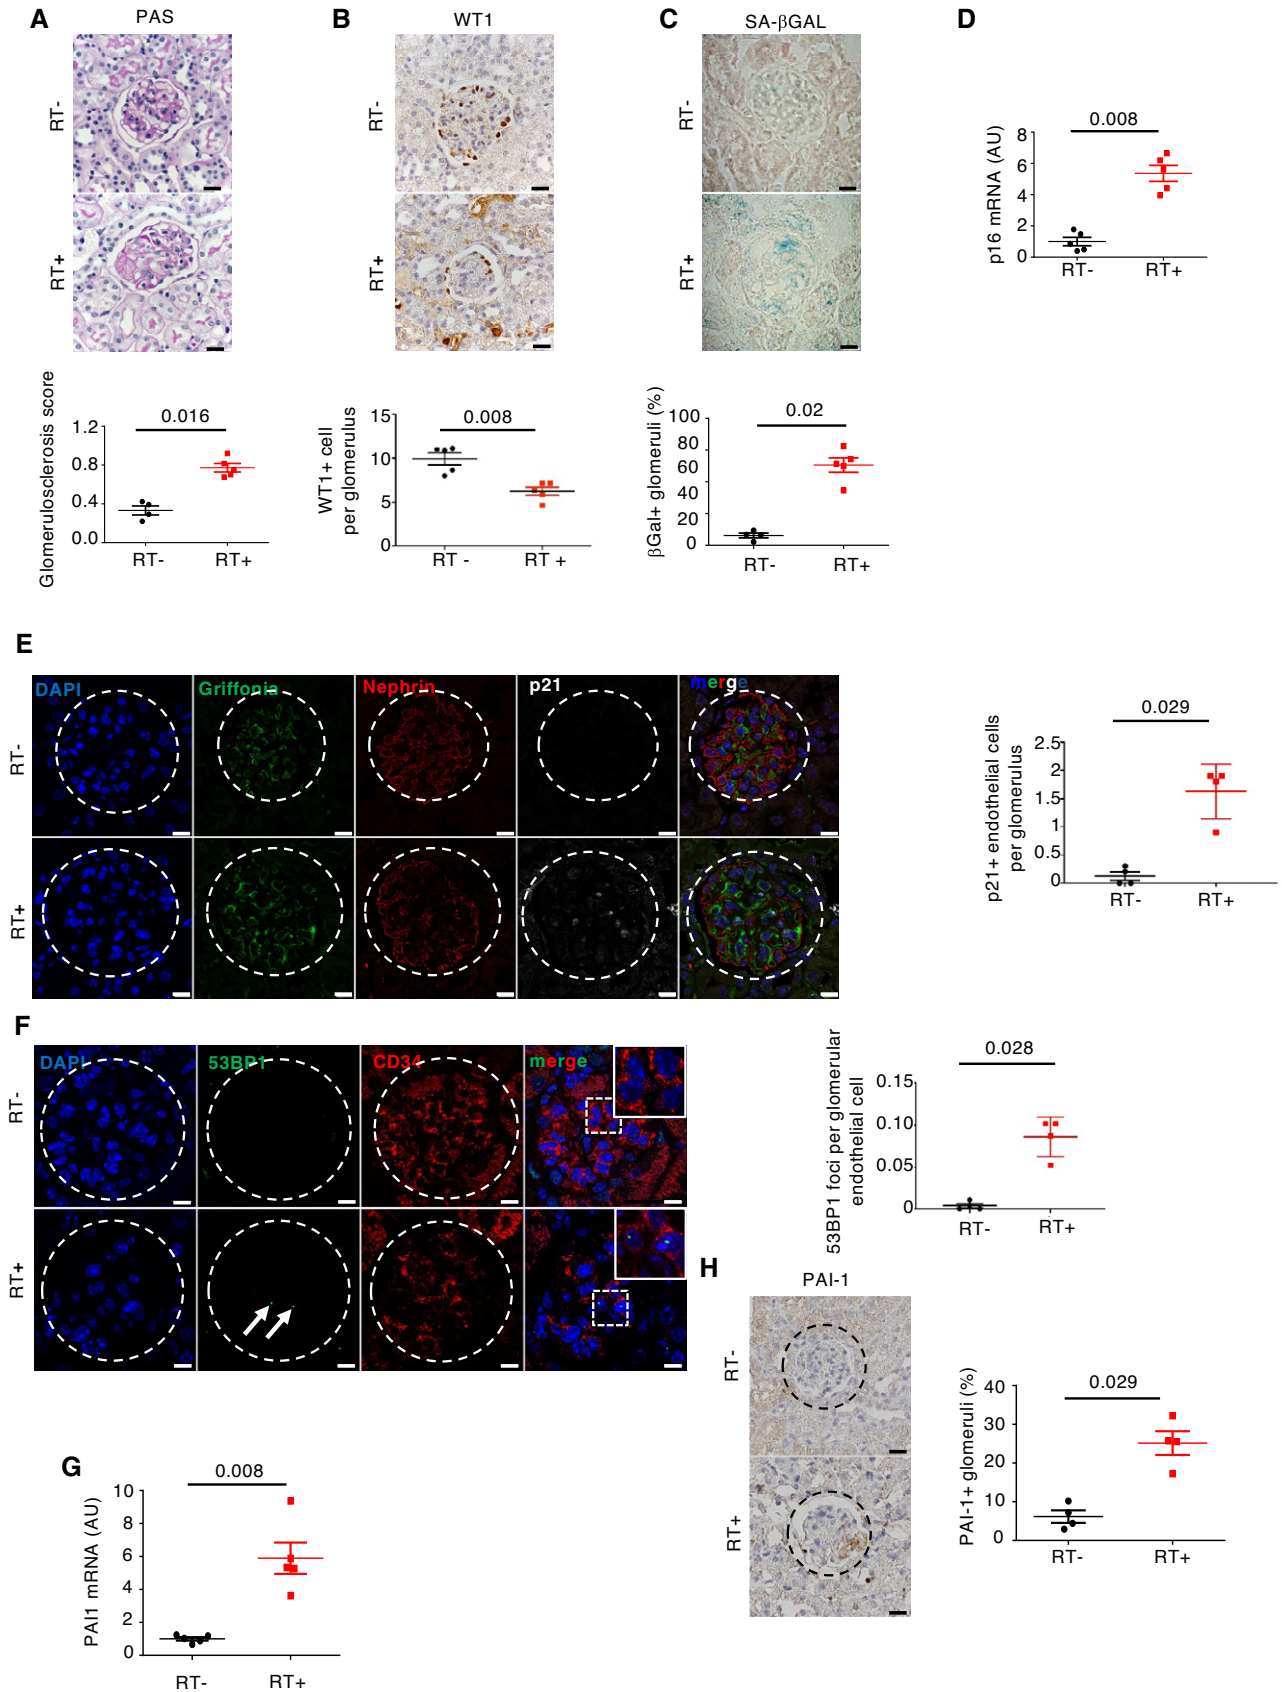 A
PAS
RT-
RT+
Glomerulosclerosis score
1.2
0.8
0.4
0.0
0.016
RT-
RT+
B
WT1
RT-
RT+
WT1+ cell
per glomerulus
15
10
5
0
0.008
RT -
RT +
C
SA-βGAL
RT-
RT+
βGal+ glomeruli (%)
100
80
60
40
20
0
0.02
RT-
RT+
D
p16 mRNA (AU)
8
6
4
2
0
0.008
RT-
RT+
E
DAPI
Griffonia
Nephrin
p21
merge
RT-
RT+
p21+ endothelial cells
per glomerulus
2.5
2
1.5
1
0.5
0
0.029
RT-
RT+
F
DAPI
53BP1
CD34
merge
RT-
RT+
53BP1 foci per glomerular
endothelial cell
0.15
0.10
0.05
0
0.028
RT-
RT+
G
PAI1 mRNA (AU)
10
8
6
4
2
0
0.008
RT-
RT+
H
PAI-1
RT-
RT+
PAI-1+ glomeruli (%)
40
30
20
10
0
0.029
RT-
RT+